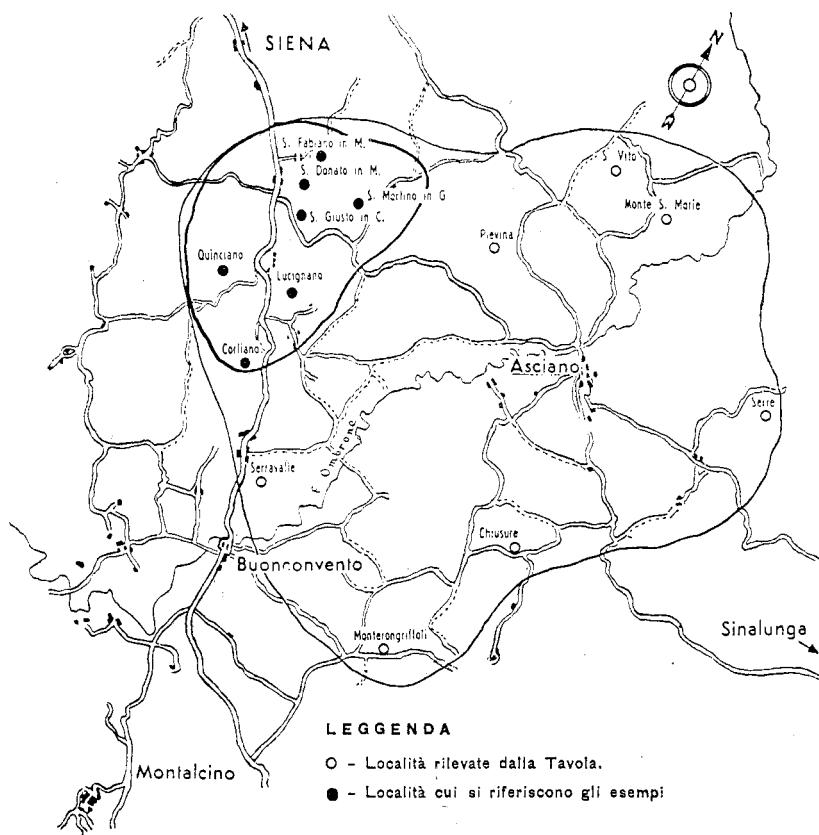 SIENA
N
S. Fabiano in M.
S. Donato in M.
S. Martino in G
S. Giusto in C.
S. Vito
Monte S. Marie
Pievina
Quinciano
Lucignano
Corliano
Asciano
Serre
F. Ombrone
Serravalle
Chiusure
Buonconvento
Monterongriffoli
Sinalunga
Montalcino
LEGGENDA
○ - Località rilevate dalla Tavola.
● - Località cui si riferiscono gli esempi